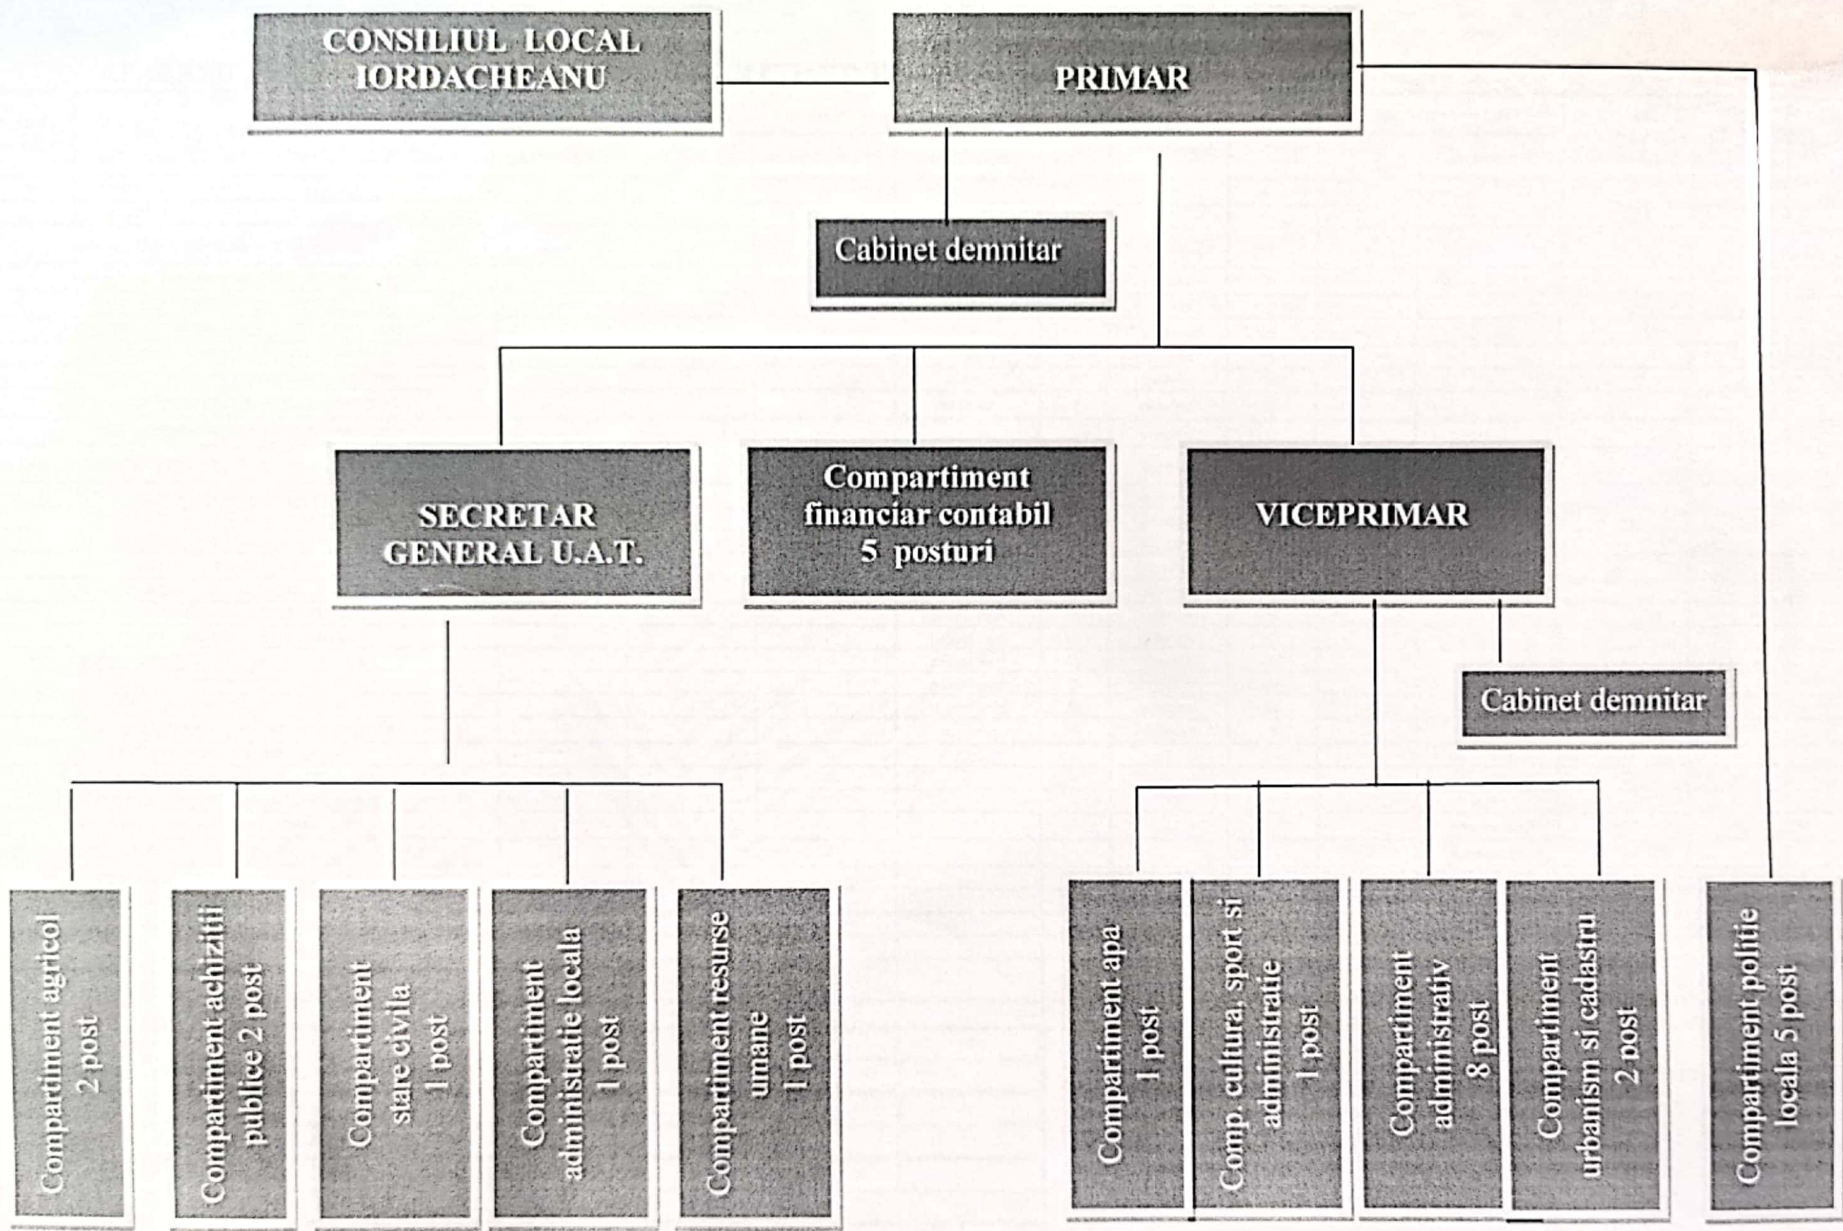 CONSILIUL LOCAL
IORDACHEANU
PRIMAR
Cabinet demnitar
SECRETAR
GENERAL U.A.T.
Compartiment
financiar contabil
5 posturi
VICEPRIMAR
Cabinet demnitar
Compartiment agricol
2 post
Compartiment achizitii
publice 2 post
Compartiment
stare civila
1 post
Compartiment
administratie locala
1 post
Compartiment resurse
umane
1 post
Compartiment apa
1 post
Comp. cultura, sport si
administratie
1 post
Compartiment
administrativ
8 post
Compartiment
urbanism si cadastru
2 post
Compartiment politie
locala 5 post